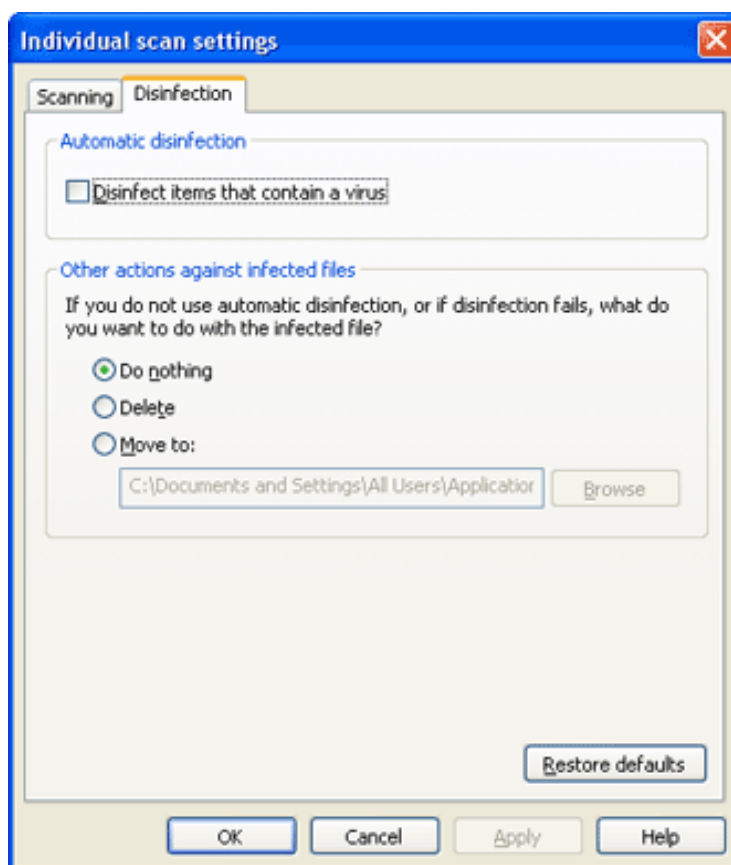 Individual scan settings
Scanning Disinfection
Automatic disinfection
Disinfect items that contain a virus
Other actions against infected files
If you do not use automatic disinfection, or if disinfection fails, what do
you want to do with the infected file?
Do nothing
Delete
Move to:
C:\Documents and Settings\All Users\Application Browse
Restore defaults
OK Cancel Apply Help